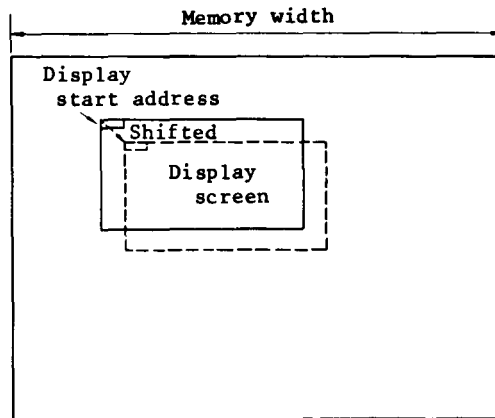 Memory width
Display
start address
Shifted
Display
screen